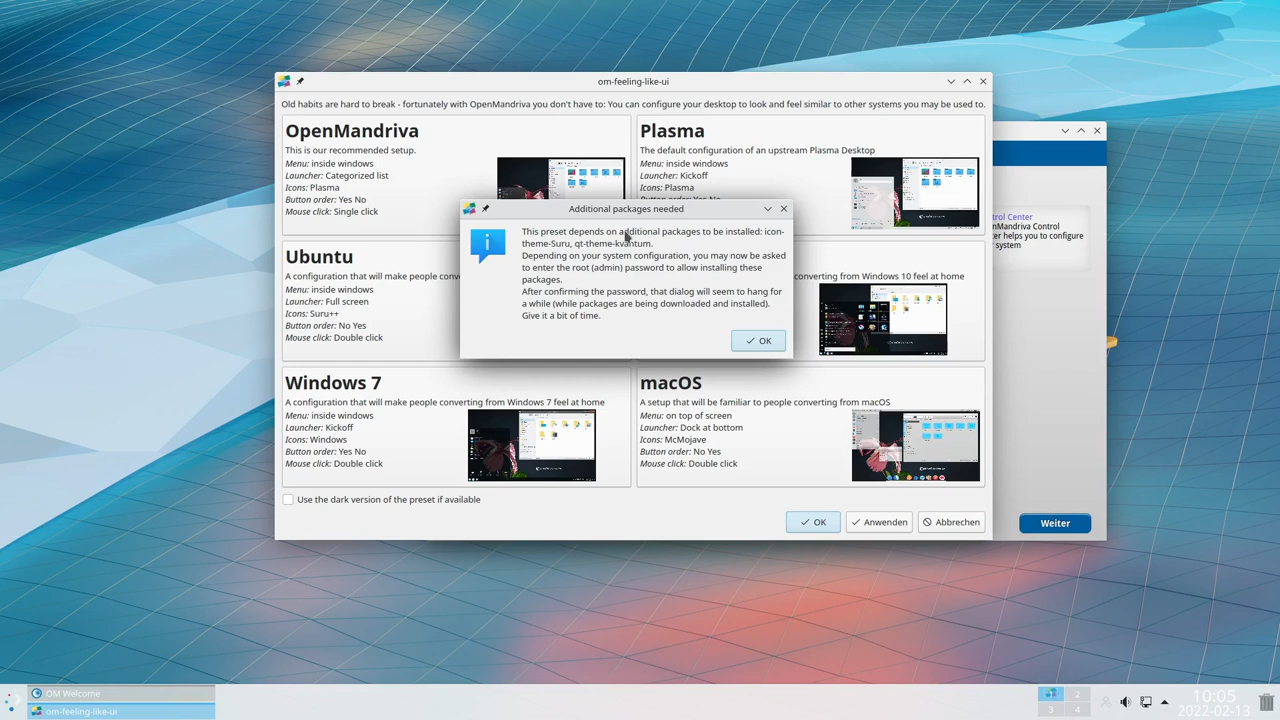 om-feeling-like-ui
Old habits are hard to break - fortunately with OpenMandriva you don't have to: You can configure your desktop to look and feel similar to other systems you may be used to.
OpenMandriva
This is our recommended setup.
Menu: inside windows
Launcher: Categorized list
Icons: Plasma
Button order: Yes No
Mouse click: Single click
Plasma
The default configuration of an upstream Plasma Desktop
Menu: inside windows
Launcher: Kickoff
Icons: Plasma
Button order: Yes No
Additional packages needed
This preset depends on additional packages to be installed: icon-
theme-Suru, qt-theme-kvantum.
Depending on your system configuration, you may now be asked
to enter the root (admin) password to allow installing these
packages.
After confirming the password, that dialog will seem to hang for
a while (while packages are being downloaded and installed).
Give it a bit of time.
OK
Ubuntu
A configuration that will make people conv
Menu: inside windows
Launcher: Full screen
Icons: Suru++
Button order: No Yes
Mouse click: Double click
converting from Windows 10 feel at home
Windows 7
A configuration that will make people converting from Windows 7 feel at home
Menu: inside windows
Launcher: Kickoff
Icons: Windows
Button order: Yes No
Mouse click: Double click
macOS
A setup that will be familiar to people converting from macOS
Menu: on top of screen
Launcher: Dock at bottom
Icons: McMojave
Button order: No Yes
Mouse click: Double click
Use the dark version of the preset if available
OK
Anwenden
Abbrechen
trol Center
nMandriva Control
er helps you to configure
system
Weiter
OM Welcome
om-feeling-like-ui
2
3
4
10:05
2022-02-13